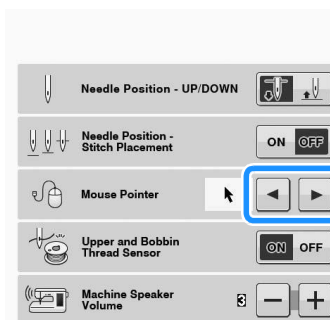 Needle Position - UP/DOWN
Needle Position -
Stitch Placement
ON OFF
Mouse Pointer
Upper and Bobbin
Thread Sensor
ON OFF
Machine Speaker
Volume
3